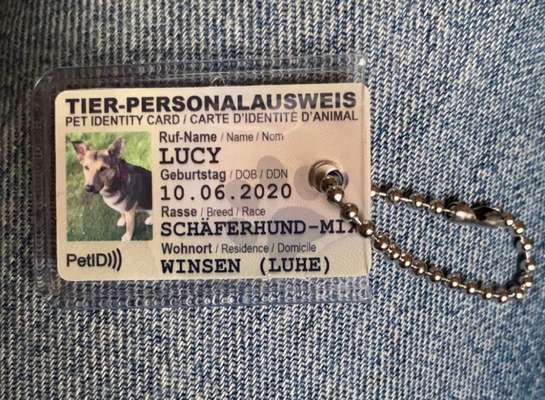 TIER-PERSONALAUSWEIS
PET IDENTITY CARD / CARTE D'IDENTITÉ D'ANIMAL
Ruf-Name / Name / Nom
LUCY
Geburtstag / DOB / DDN
10.06.2020
Rasse / Breed / Race
SCHÄFERHUND-MIX
Wohnort / Residence / Domicile
WINSEN (LUHE)
PetID)))